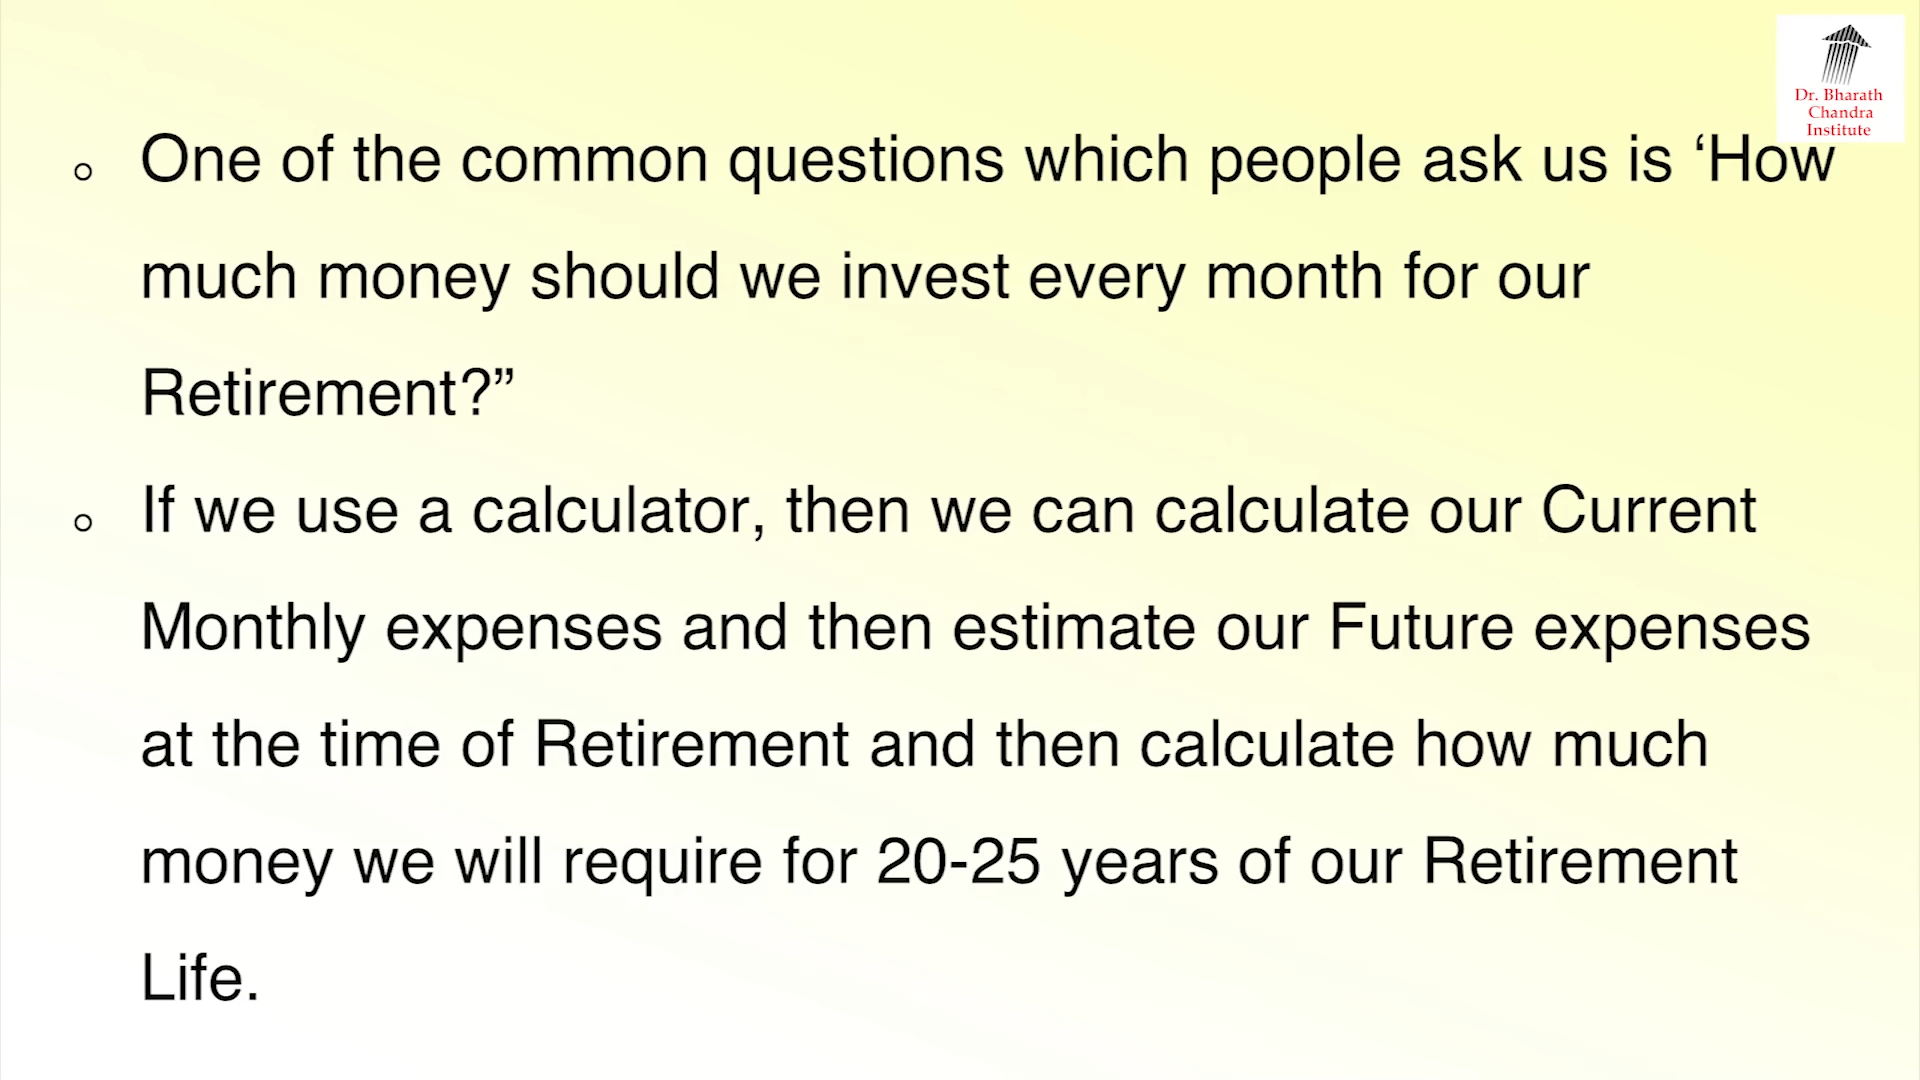 Dr. Bharath
Chandra
Institute
One of the common questions which people ask us is ‘How
much money should we invest every month for our
Retirement?”
If we use a calculator, then we can calculate our Current
Monthly expenses and then estimate our Future expenses
at the time of Retirement and then calculate how much
money we will require for 20-25 years of our Retirement
Life.